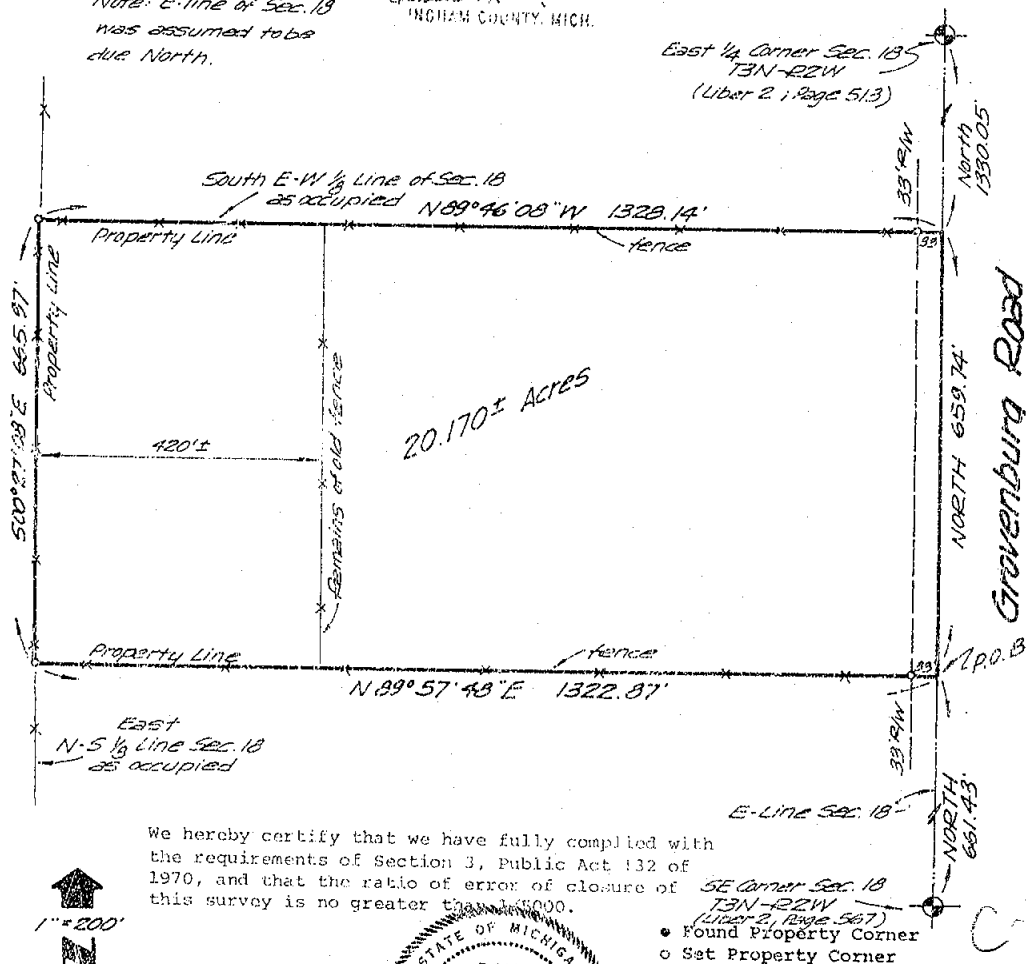 Note: E-line of Sec. 18
was assumed to be
due North.
INGHAM COUNTY, MICH.
East 1/4 Corner Sec. 18
T3N-R2W
(Liber 2, Page 513)
North
1330.05'
33' R/W
South E-W 1/8 Line of Sec. 18
as occupied
N 89°46'08" W 1328.14'
Property Line
fence
33
Property Line
S00°27'08"E 665.97'
420'±
Remains of old fence
20.170± Acres
NORTH 659.74'
Grovenburg Road
Property Line
fence
33'
P.O.B
N 89°57'48" E 1322.87'
East
N-S 1/8 Line Sec. 18
as occupied
33' R/W
E-Line Sec. 18
NORTH
661.43'
We hereby certify that we have fully complied with
the requirements of Section 3, Public Act 132 of
1970, and that the ratio of error of closure of
this survey is no greater than 1/5000.
SE Corner Sec. 18
T3N-R2W
(Liber 2, Page 567)
1"=200'
N
STATE OF MICHIGA
● Found Property Corner
○ Set Property Corner